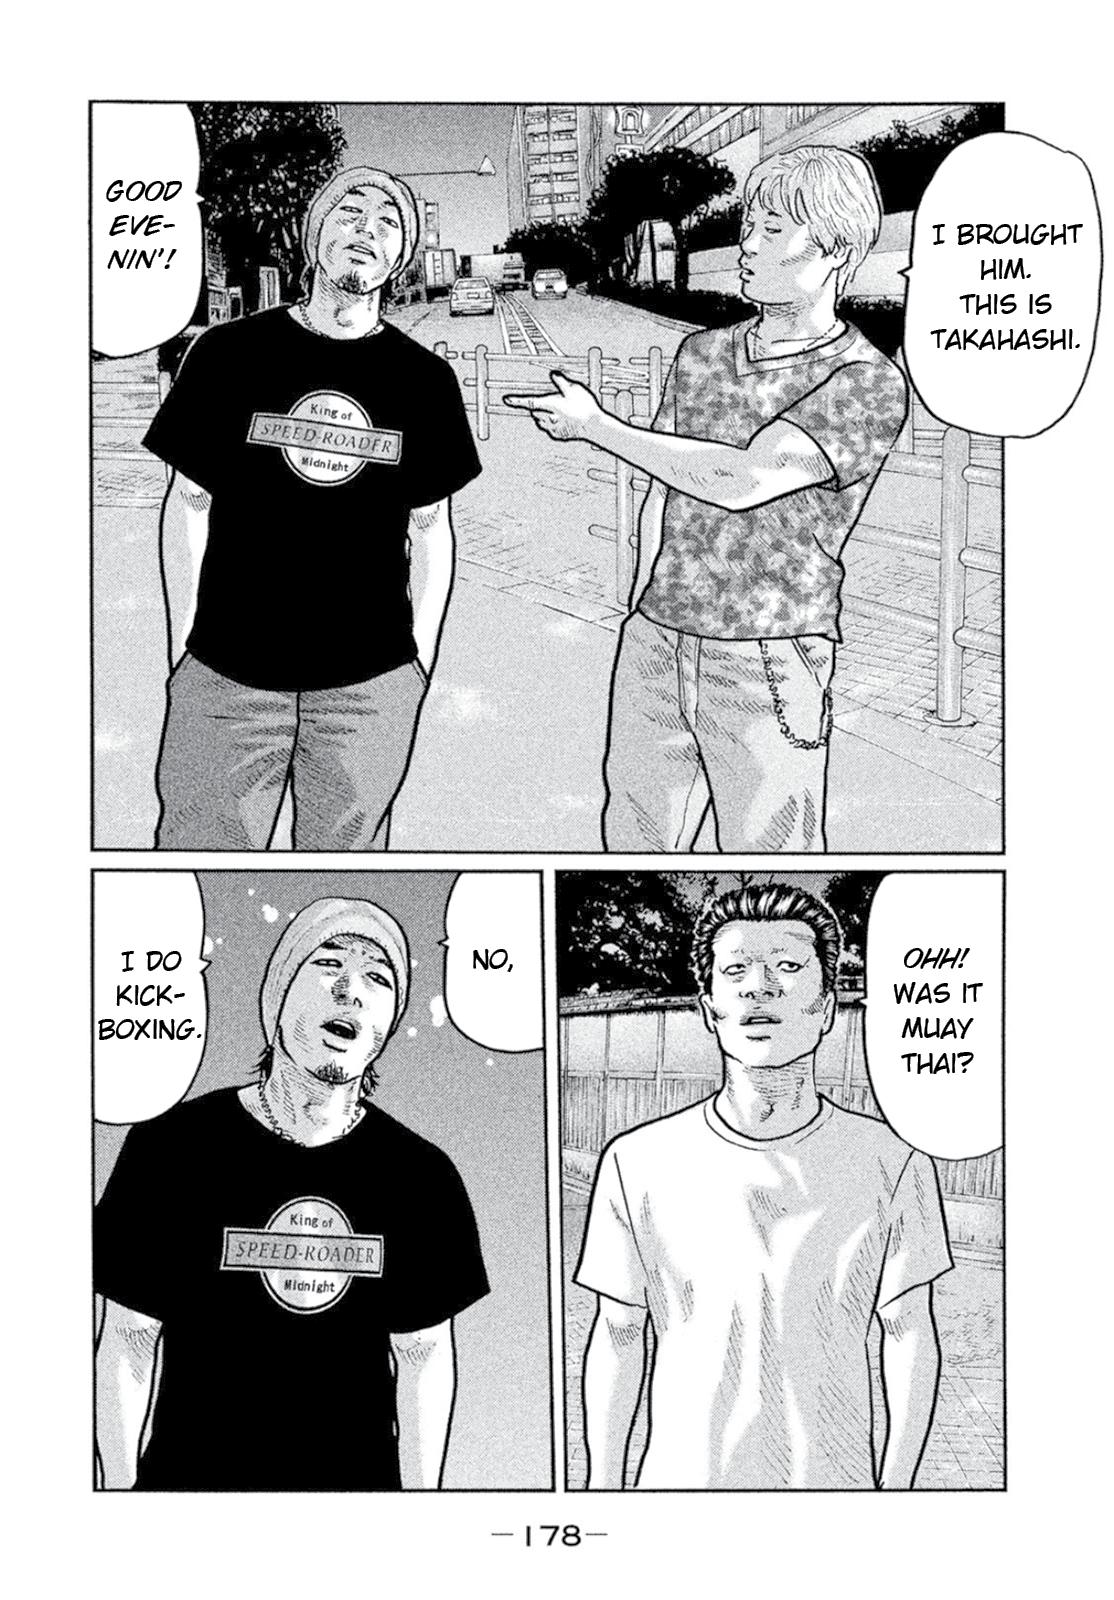 I BROUGHT
HIM.
THIS IS
TAKAHASHI.
GOOD
EVE-
NIN'!
King of
SPEED-ROADER
Midnight
OHH!
WAS IT
MUAY
THAI?
NO,
I DO
KICK-
BOXING.
King of
SPEED-ROADER
Midnight
—178—